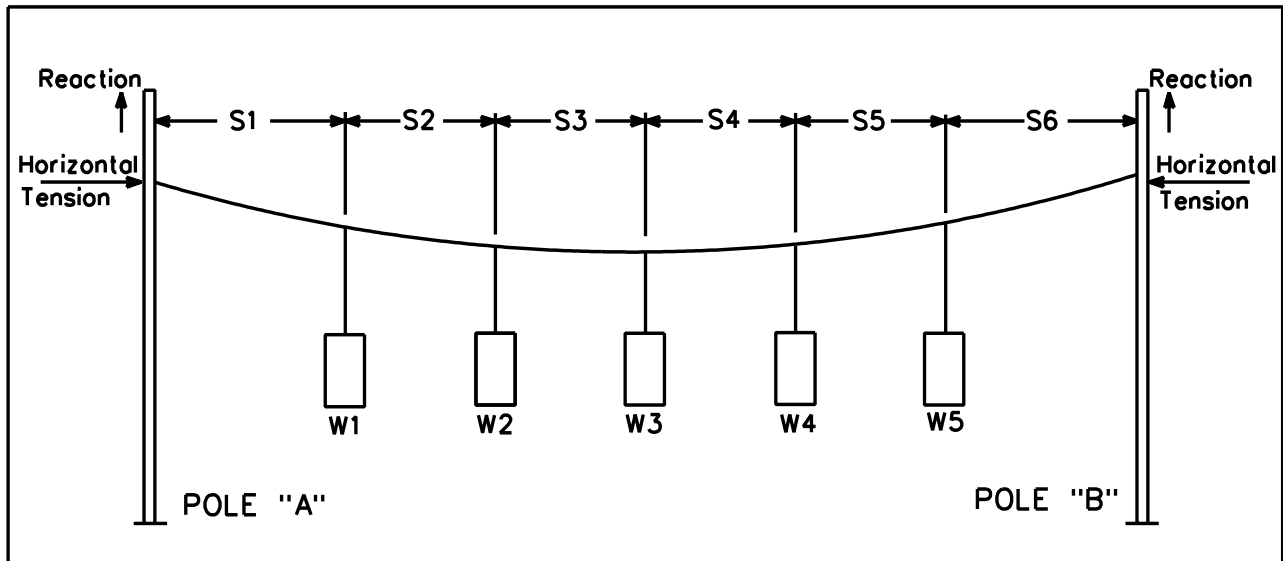 Reaction
Reaction
S1
S2
S3
S4
S5
S6
Horizontal
Tension
Horizontal
Tension
W1
W2
W3
W4
W5
POLE "A"
POLE "B"